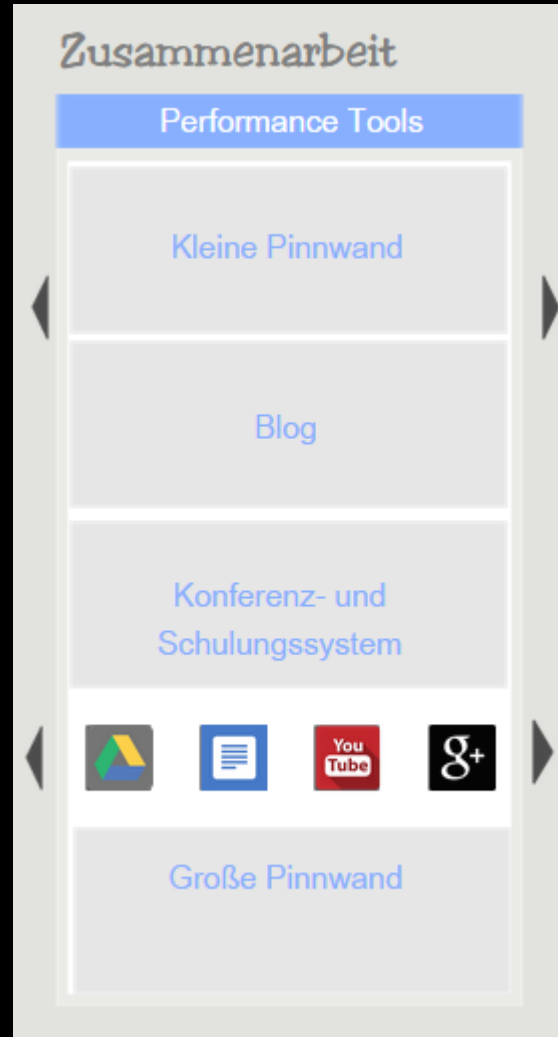 Zusammenarbeit
Performance Tools
Kleine Pinnwand
Blog
Konferenz- und
Schulungssystem
You
Tube
g+
Große Pinnwand